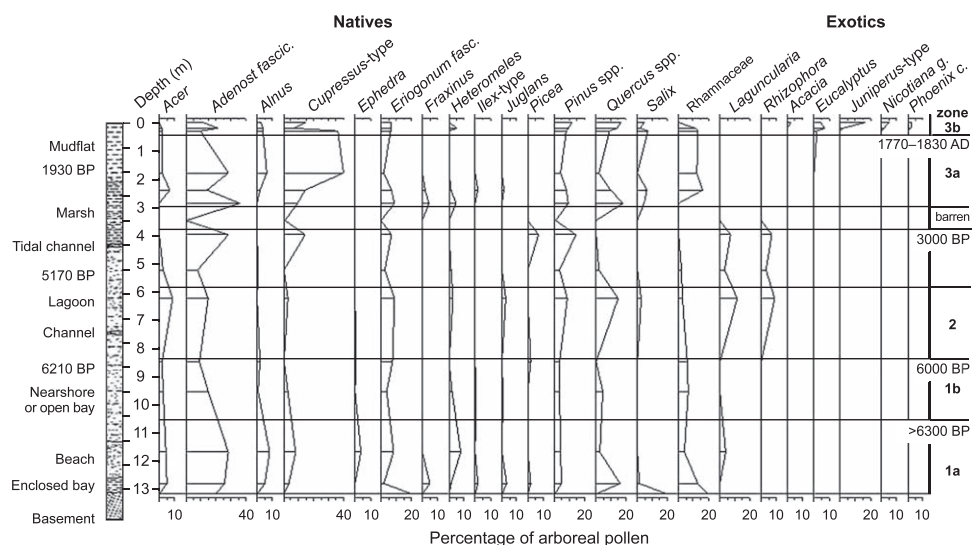 Natives Exotics
Depth (m) Acer Adenost fascic. Alnus Cupressus-type Ephedra Eriogonum fasc. Fraxinus Heteromeles Ilex-type Juglans Picea Pinus spp. Quercus spp. Salix Rhamnaceae Laguncularia Rhizophora Acacia Eucalyptus Juniperus-type Nicotiana g. Phoenix c.
zone
0 3b
Mudflat 1 1770–1830 AD
1930 BP 2 3a
Marsh 3 barren
Tidal channel 4 3000 BP
5170 BP 5
Lagoon 6
Channel 7 2
8
6210 BP 9 6000 BP
Nearshore
or open bay 10 1b
11 >6300 BP
Beach 12 1a
Enclosed bay 13
Basement
10 40 10 40 10 20 10 10 10 10 10 20 20 20 10 10 10 10 10 20 10 10
Percentage of arboreal pollen